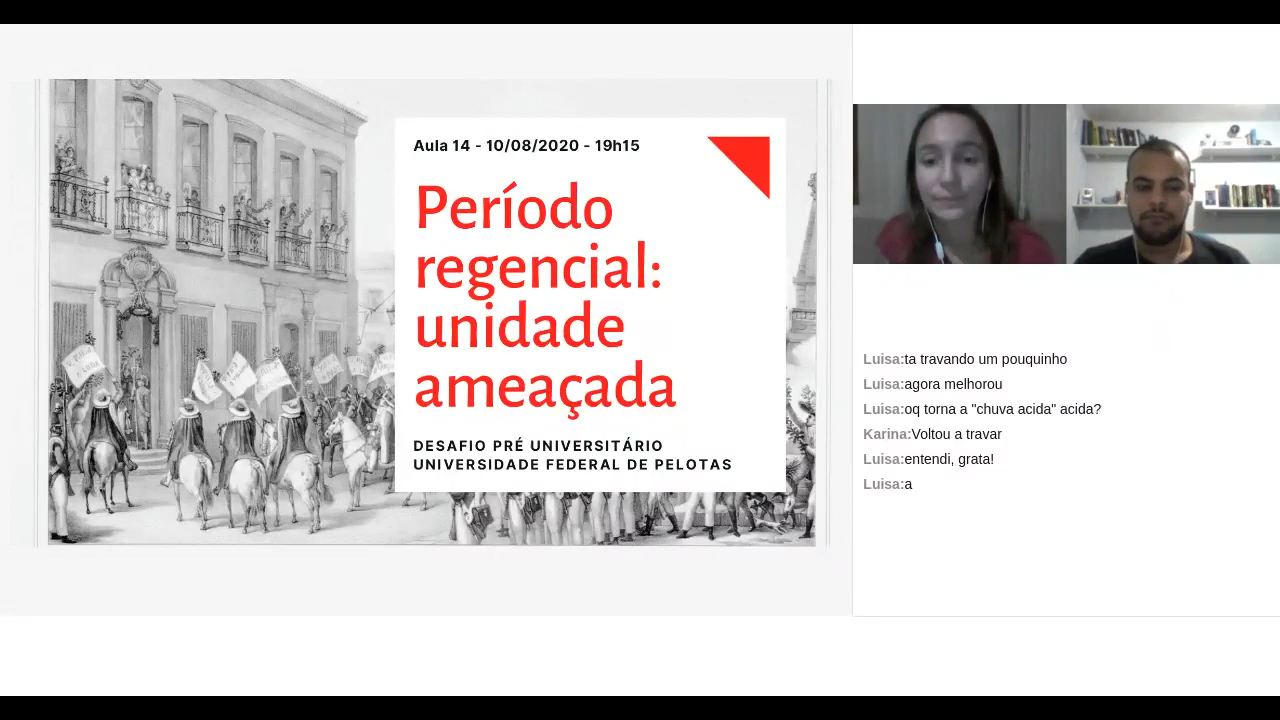 Aula 14 - 10/08/2020 - 19h15
Período
regencial:
unidade
ameaçada
DESAFIO PRÉ UNIVERSITÁRIO
UNIVERSIDADE FEDERAL DE PELOTAS
Luisa:ta travando um pouquinho
Luisa:agora melhorou
Luisa:oq torna a "chuva acida" acida?
Karina:Voltou a travar
Luisa:entendi, grata!
Luisa:a